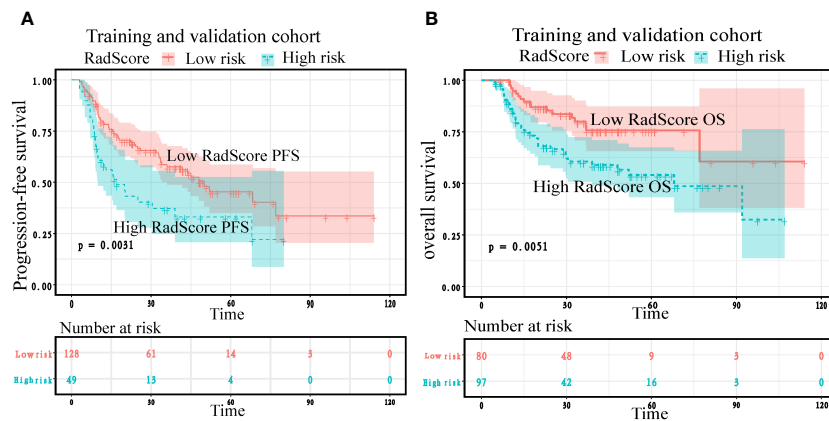 A
Training and validation cohort
RadScore Low risk High risk
Progression-free survival
1.00
0.75
0.50
0.25
0.00
Low RadScore PFS
High RadScore PFS
p = 0.0031
0 30 60 90 120
Time
Number at risk
Low risk 128 61 14 3 0
High risk 49 13 4 0 0
0 30 60 90 120
Time
B
Training and validation cohort
RadScore Low risk High risk
overall survival
1.00
0.75
0.50
0.25
0.00
Low RadScore OS
High RadScore OS
p = 0.0051
0 30 60 90 120
Time
Number at risk
Low risk 80 48 9 3 0
High risk 97 42 16 3 0
0 30 60 90 120
Time